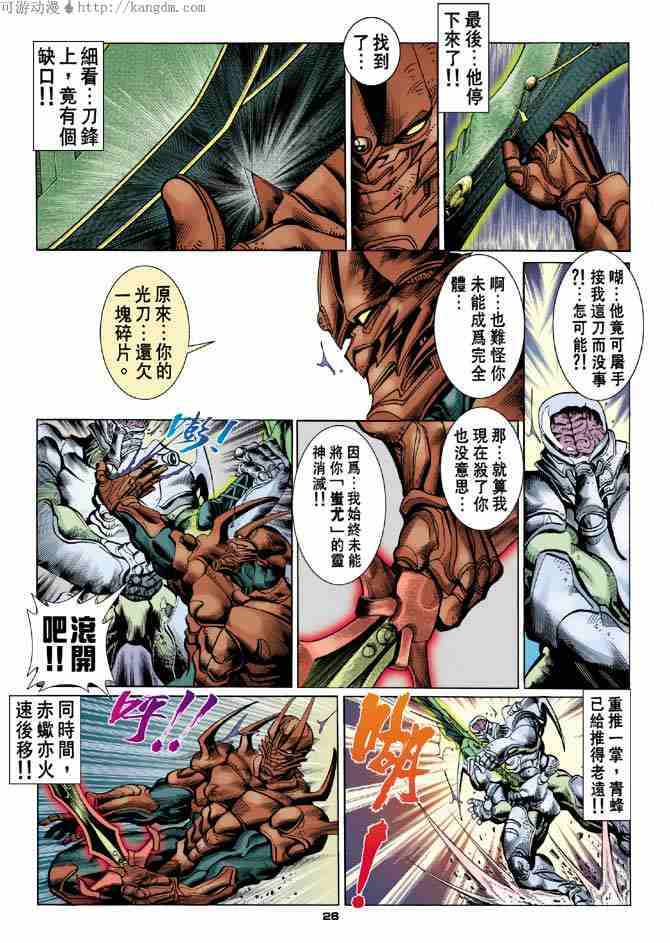 可游动漫 http://kangdm.com
最後…他停
下來了!!
找到
了…
細看…刀鋒
上，竟有個
缺口!!
啊…他竟可屠手
接我這刀而没事
?!…怎可能?!
啊…也難怪你
未能成爲完全
體…
原來…你的
光刀…還欠
一塊碎片。
那…就算我
現在殺了你
也没意思…
因爲…我始終未能
將你「蚩尤」的靈
神消滅!!
嘭!
滾開
吧!!
重推一掌，青蜂
已給推得老遠!!
呼!!
同時間，
赤蠍亦火
速後移!!
26